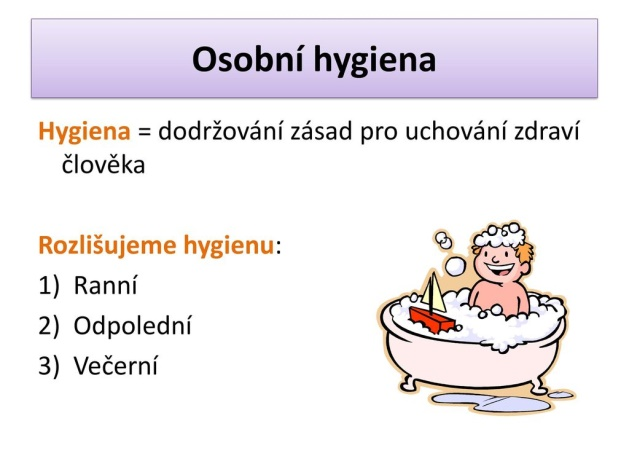 Osobní hygiena
Hygiena = dodržování zásad pro uchování zdraví
člověka
Rozlišujeme hygienu:
1) Ranní
2) Odpolední
3) Večerní